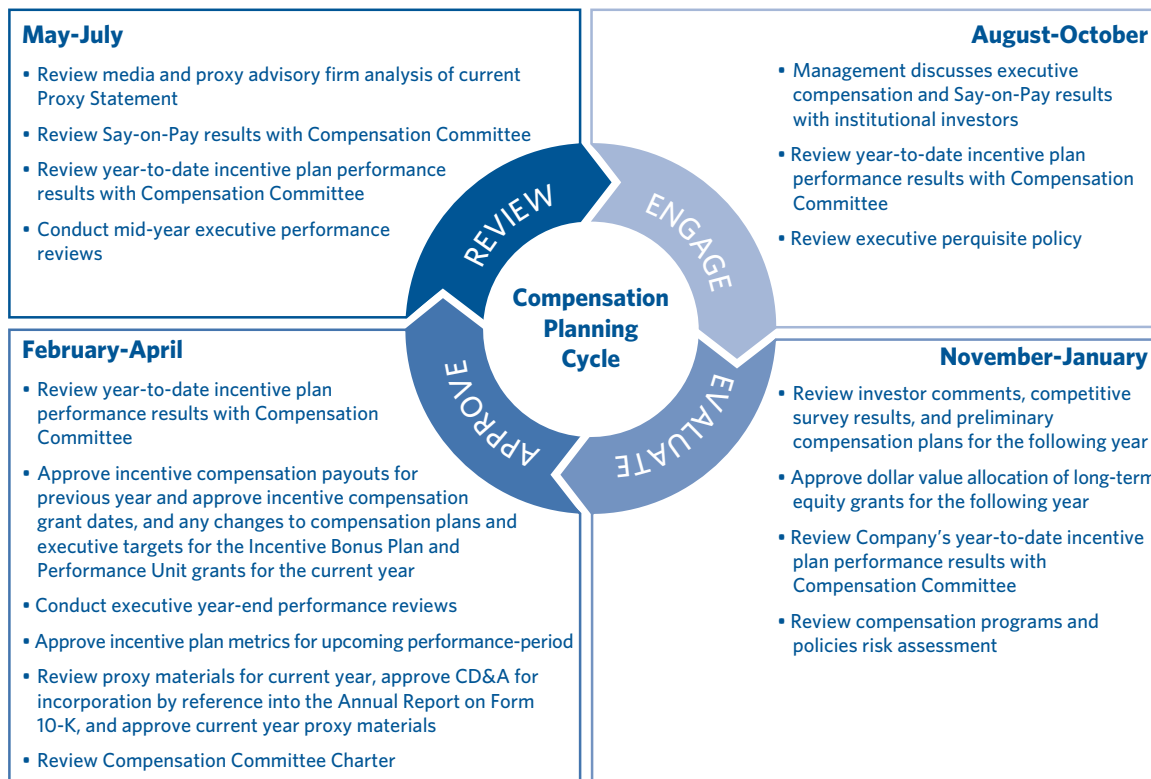 May-July
• Review media and proxy advisory firm analysis of current
Proxy Statement
• Review Say-on-Pay results with Compensation Committee
• Review year-to-date incentive plan performance
results with Compensation Committee
• Conduct mid-year executive performance
reviews
August-October
• Management discusses executive
compensation and Say-on-Pay results
with institutional investors
• Review year-to-date incentive plan
performance results with Compensation
Committee
• Review executive perquisite policy
REVIEW
ENGAGE
Compensation
Planning
Cycle
APPROVE
EVALUATE
February-April
• Review year-to-date incentive plan
performance results with Compensation
Committee
• Approve incentive compensation payouts for
previous year and approve incentive compensation
grant dates, and any changes to compensation plans and
executive targets for the Incentive Bonus Plan and
Performance Unit grants for the current year
• Conduct executive year-end performance reviews
• Approve incentive plan metrics for upcoming performance-period
• Review proxy materials for current year, approve CD&A for
incorporation by reference into the Annual Report on Form
10-K, and approve current year proxy materials
• Review Compensation Committee Charter
November-January
• Review investor comments, competitive
survey results, and preliminary
compensation plans for the following year
• Approve dollar value allocation of long-term
equity grants for the following year
• Review Company's year-to-date incentive
plan performance results with
Compensation Committee
• Review compensation programs and
policies risk assessment